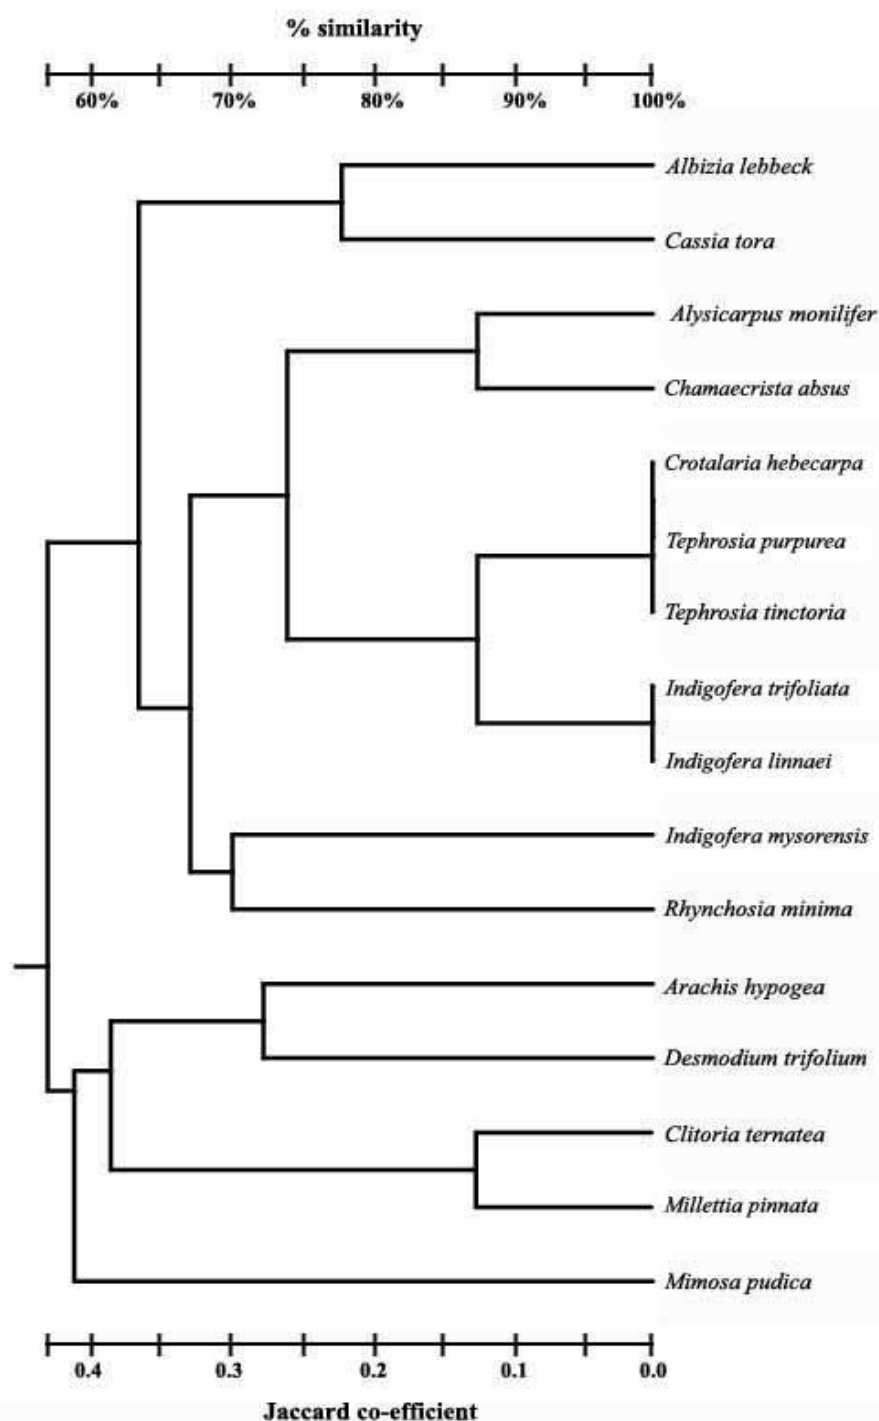 % similarity
60% 70% 80% 90% 100%
Albizia lebbeck
Cassia tora
Alysicarpus monilifer
Chamaecrista absus
Crotalaria hebecarpa
Tephrosia purpurea
Tephrosia tinctoria
Indigofera trifoliata
Indigofera linnaei
Indigofera mysorensis
Rhynchosia minima
Arachis hypogea
Desmodium trifolium
Clitoria ternatea
Millettia pinnata
Mimosa pudica
0.4 0.3 0.2 0.1 0.0
Jaccard co-efficient